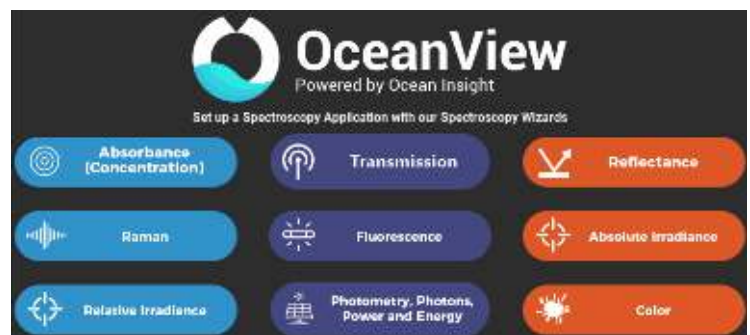 OceanView
Powered by Ocean Insight
Set up a Spectroscopy Application with our Spectroscopy Wizards
Absorbance
(Concentration)
Transmission
Reflectance
Raman
Fluorescence
Absolute Irradiance
Relative Irradiance
Photometry, Photons,
Power and Energy
Color